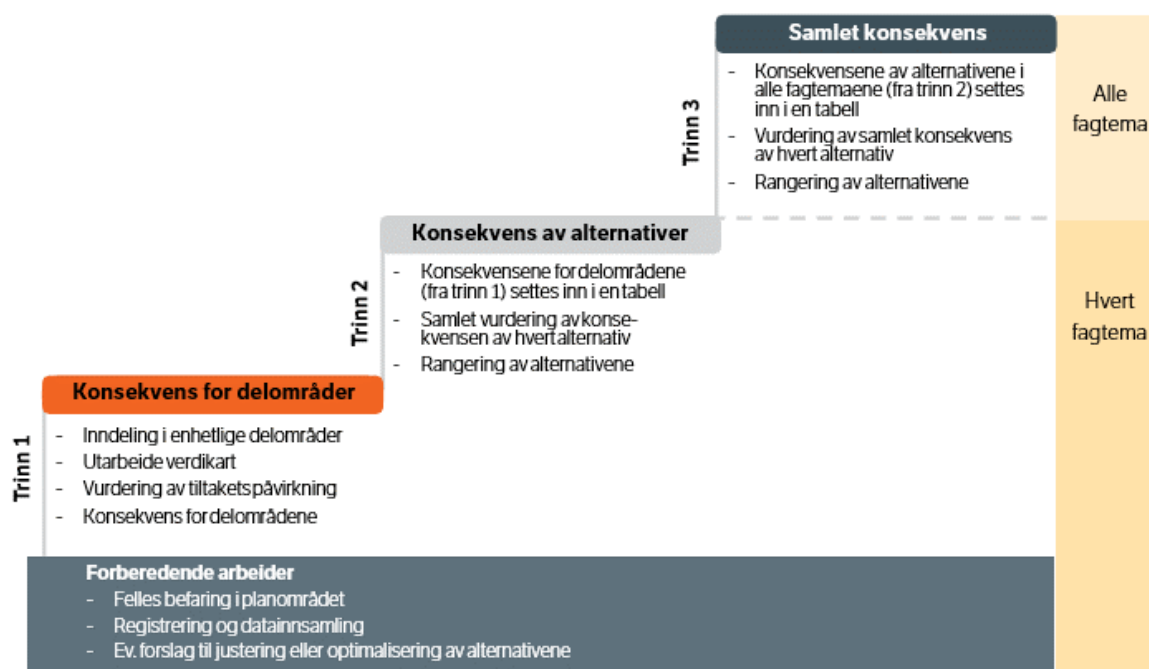 Samlet konsekvens
- Konsekvensene av alternativene i
alle fagtemaene (fra trinn 2) settes
inn i en tabell
- Vurdering av samlet konsekvens
av hvert alternativ
- Rangering av alternativene
Trinn 3
Alle
fagtema
Konsekvens av alternativer
- Konsekvensene for delområdene
(fra trinn 1) settes inn i en tabell
- Samlet vurdering av konse-
kvensen av hvert alternativ
- Rangering av alternativene
Trinn 2
Hvert
fagtema
Konsekvens for delområder
- Inndeling i enhetlige delområder
- Utarbeide verdikart
- Vurdering av tiltakets påvirkning
- Konsekvens for delområdene
Trinn 1
Forberedende arbeider
- Felles befaring i planområdet
- Registrering og datainnsamling
- Ev. forslag til justering eller optimalisering av alternativene